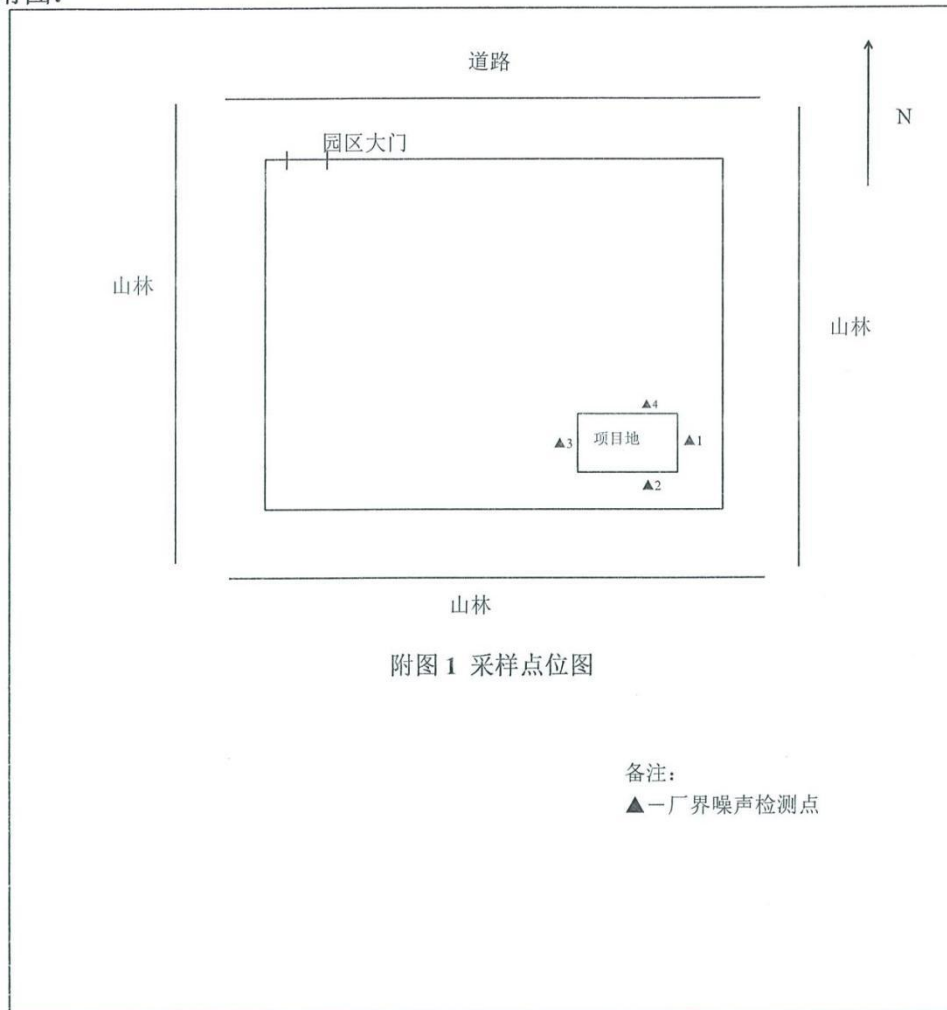 道路
N
园区大门
山林
山林
▲4
▲3 项目地 ▲1
▲2
山林
附图 1 采样点位图
备注：
▲－厂界噪声检测点